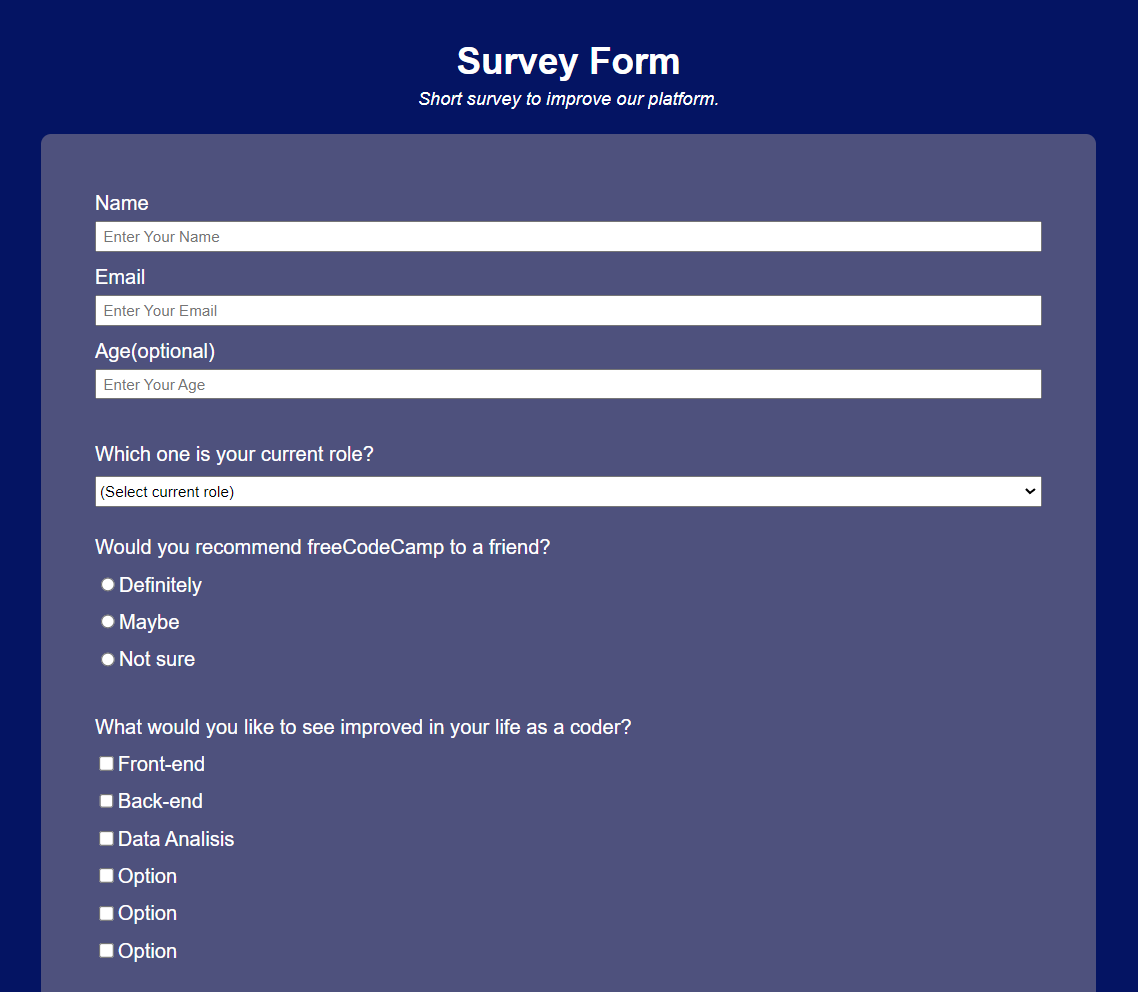 Survey Form
Short survey to improve our platform.
Name
Enter Your Name
Email
Enter Your Email
Age(optional)
Enter Your Age
Which one is your current role?
(Select current role)
Would you recommend freeCodeCamp to a friend?
Definitely
Maybe
Not sure
What would you like to see improved in your life as a coder?
Front-end
Back-end
Data Analisis
Option
Option
Option